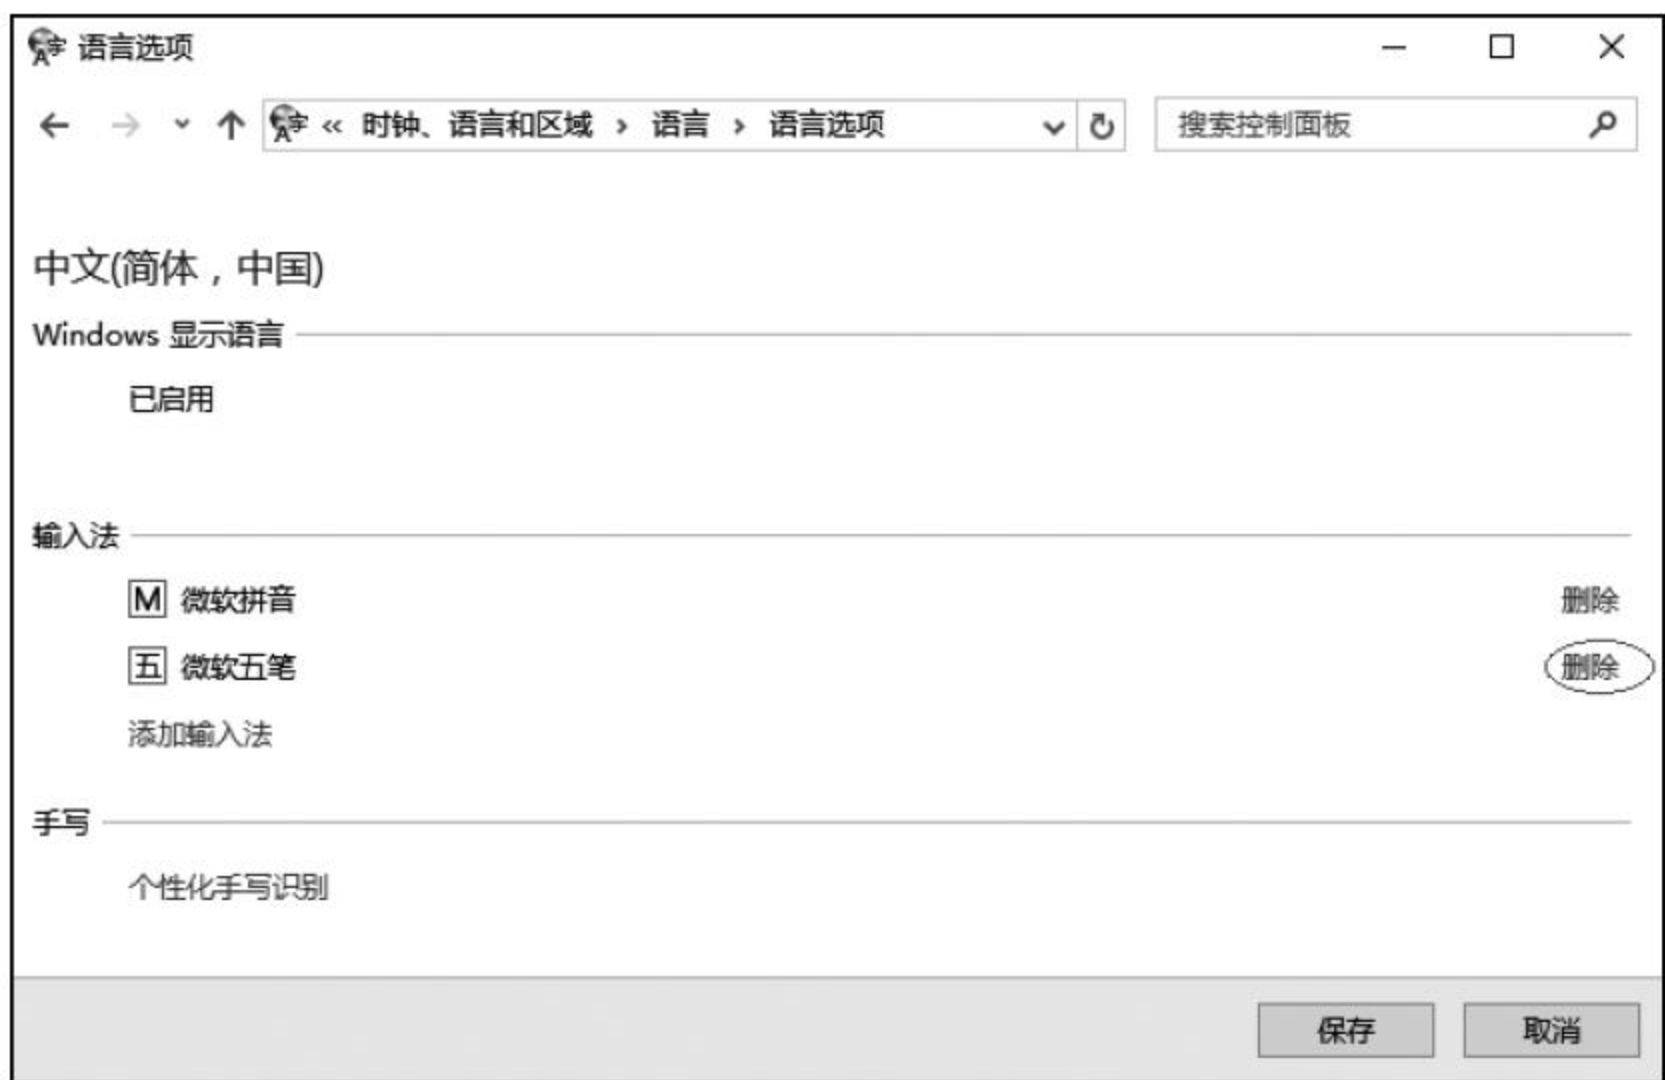 语言选项
« 时钟、语言和区域 › 语言 › 语言选项 搜索控制面板
中文(简体，中国)
Windows 显示语言
已启用
输入法
M 微软拼音 删除
五 微软五笔 删除
添加输入法
手写
个性化手写识别
保存 取消